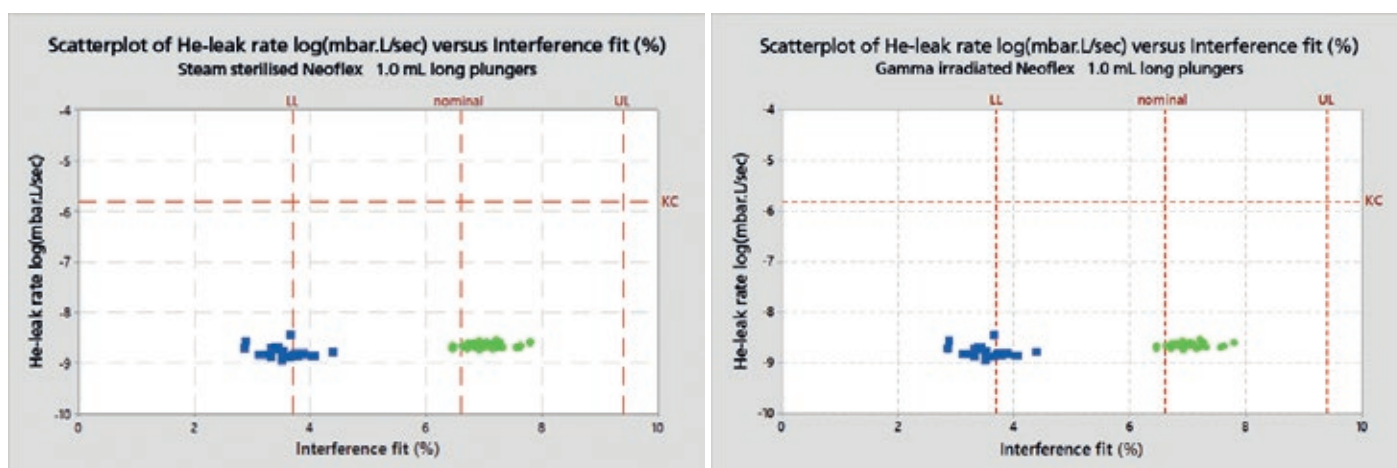 Scatterplot of He-leak rate log(mbar.L/sec) versus Interference fit (%)
Steam sterilised Neoflex 1.0 mL long plungers
LL nominal UL
-4
-5
KC
-6
-7
-8
-9
-10
0 2 4 6 8 10
He-leak rate log(mbar.L/sec)
Interference fit (%)
Scatterplot of He-leak rate log(mbar.L/sec) versus Interference fit (%)
Gamma irradiated Neoflex 1.0 mL long plungers
LL nominal UL
-4
-5
KC
-6
-7
-8
-9
-10
0 2 4 6 8 10
He-leak rate log(mbar.L/sec)
Interference fit (%)